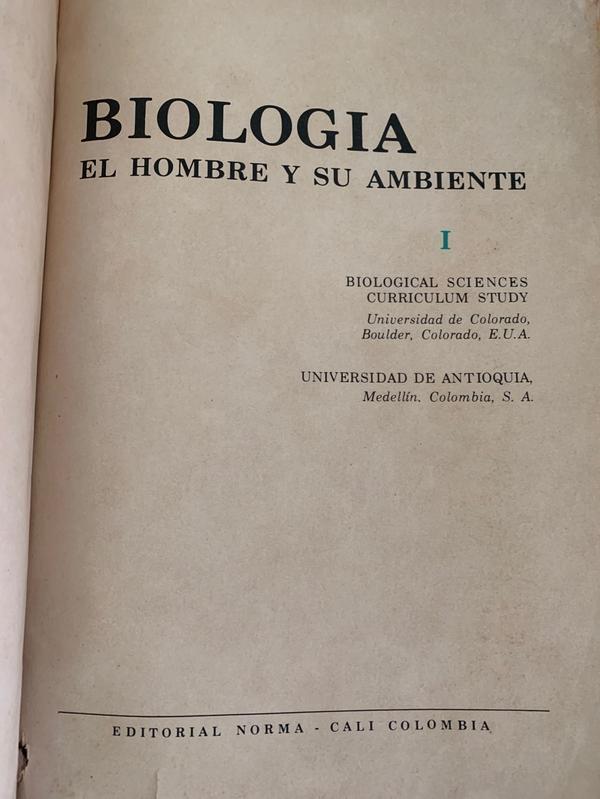 BIOLOGIA
EL HOMBRE Y SU AMBIENTE
I
BIOLOGICAL SCIENCES
CURRICULUM STUDY
Universidad de Colorado,
Boulder, Colorado, E.U.A.
UNIVERSIDAD DE ANTIOQUIA,
Medellín. Colombia, S. A.
EDITORIAL NORMA - CALI COLOMBIA